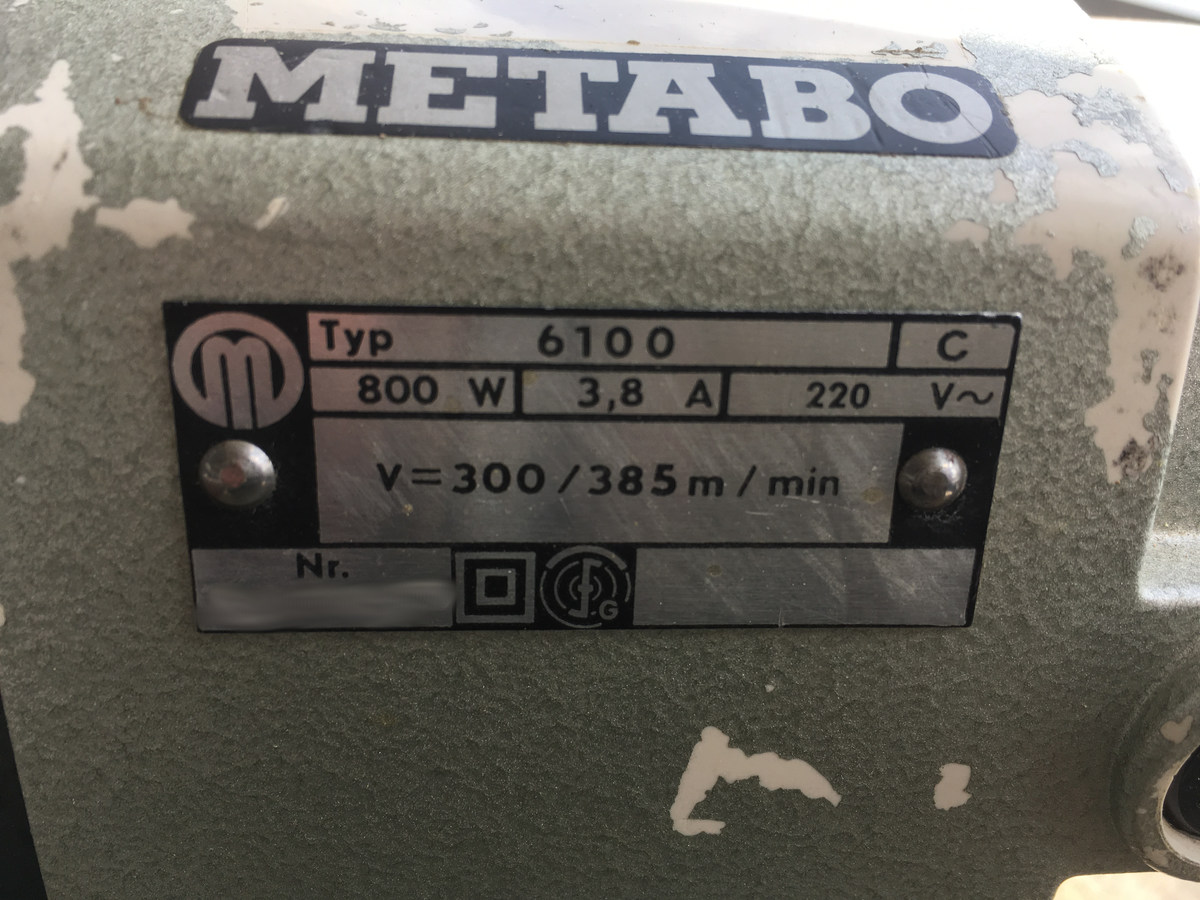 METABO
m Typ 6100 C
800 W 3,8 A 220 V~
V=300/385m/min
Nr.
S G